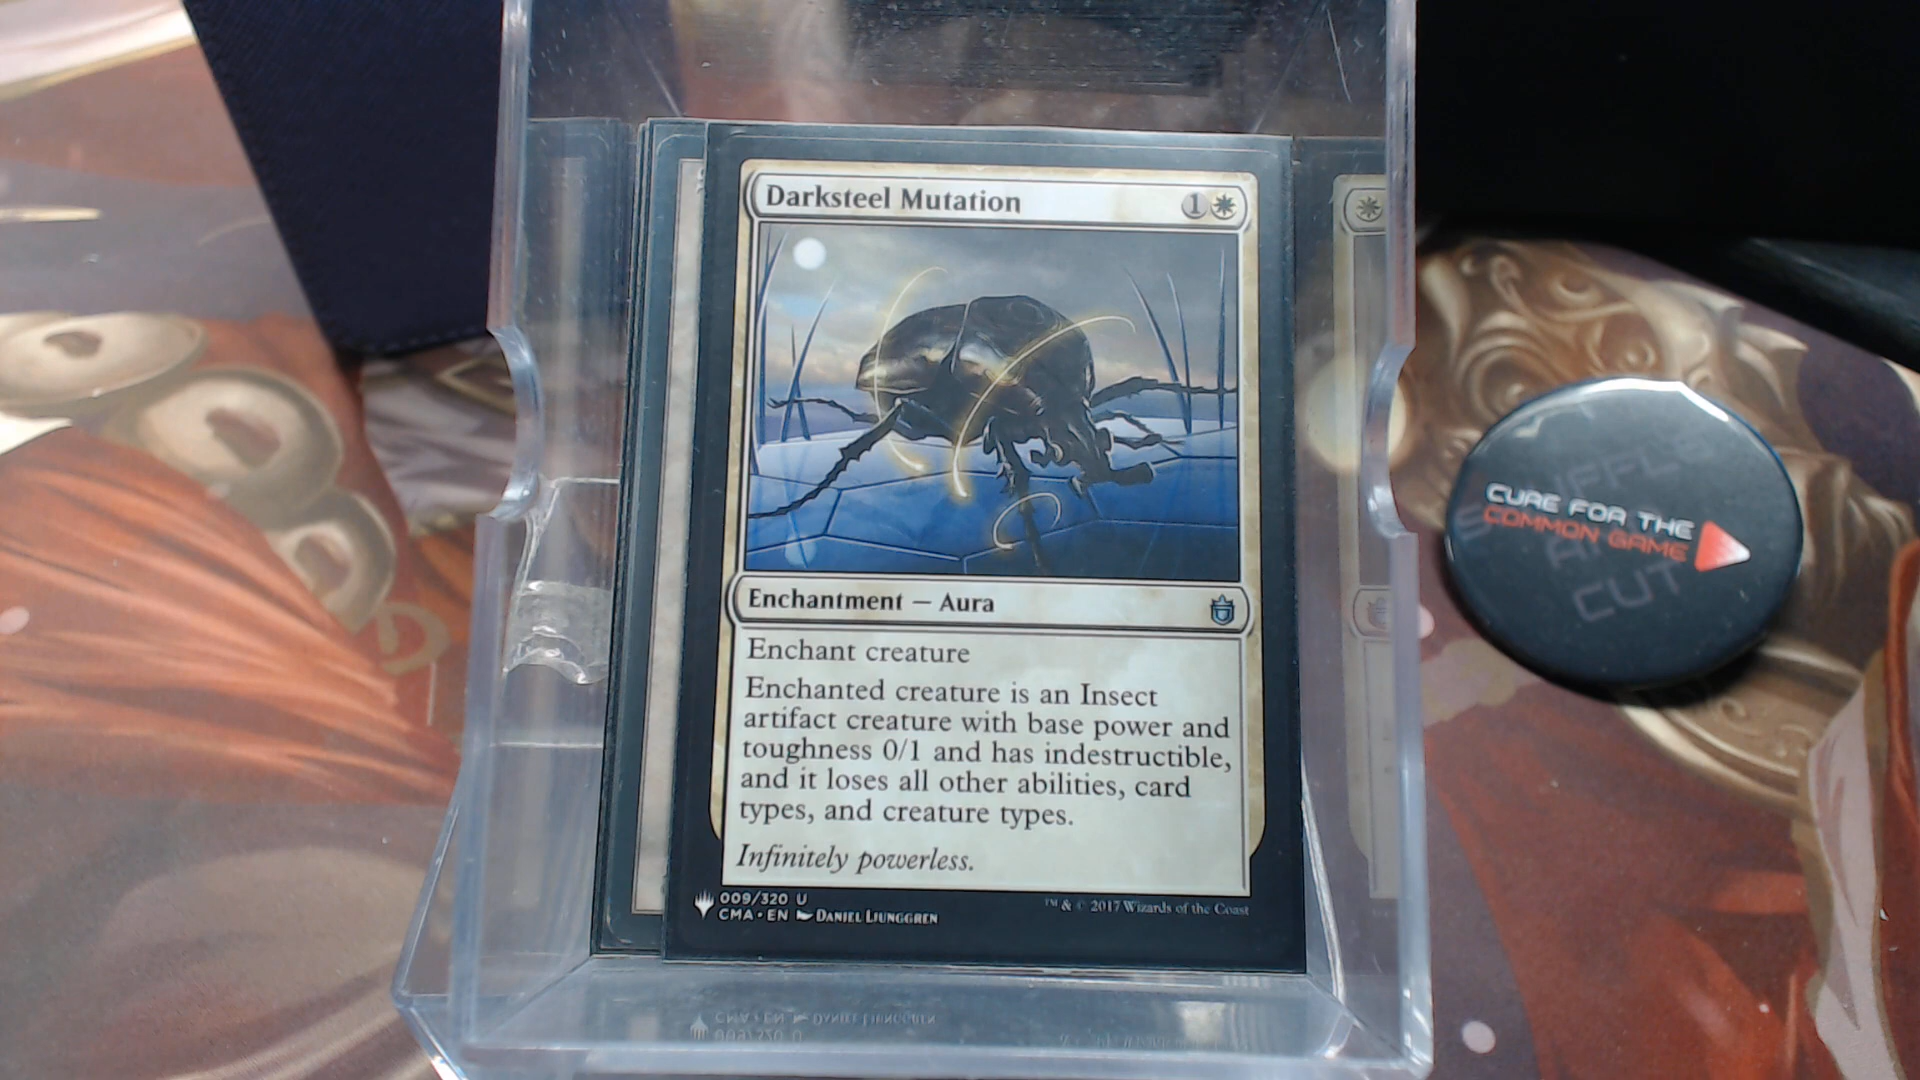 Darksteel Mutation
1
Enchantment — Aura
Enchant creature
Enchanted creature is an Insect
artifact creature with base power and
toughness 0/1 and has indestructible,
and it loses all other abilities, card
types, and creature types.
Infinitely powerless.
009/320 U
CMA • EN DANIEL LJUNGGREN
™ & © 2017 Wizards of the Coast
CURE FOR THE
COMMON GAME
CUT